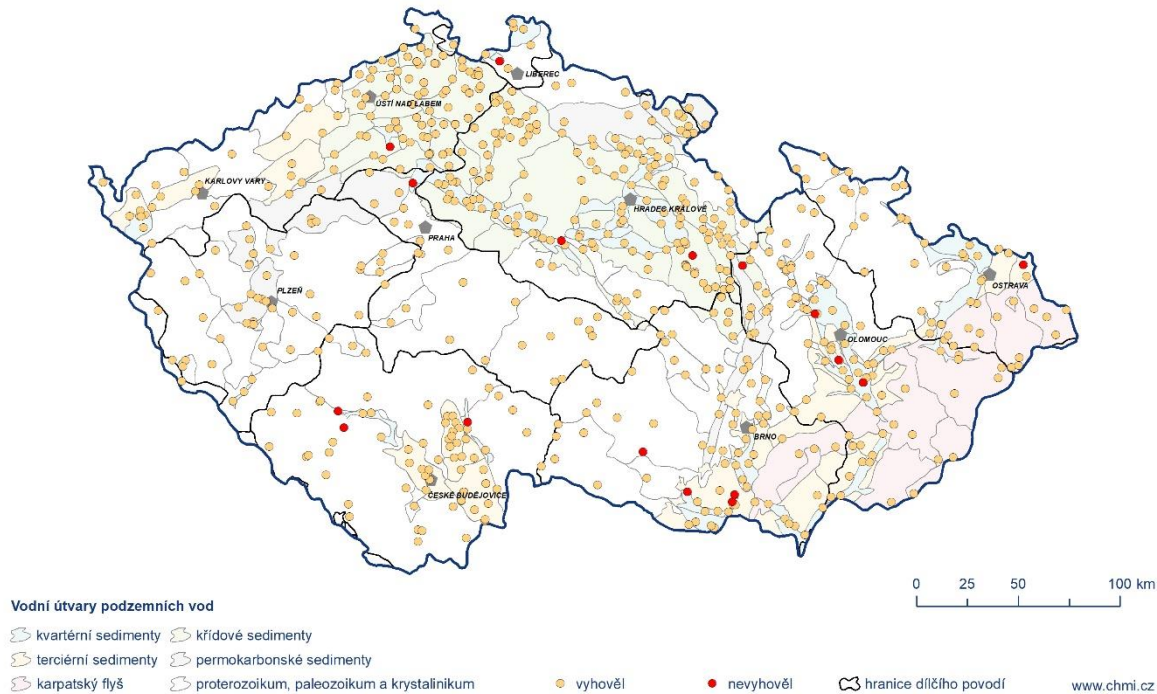 LIBEREC
ÚSTÍ NAD LABEM
KARLOVY VARY
HRADEC KRÁLOVÉ
PRAHA
OSTRAVA
PLZEŇ
OLOMOUC
BRNO
ČESKÉ BUDĚJOVICE
0 25 50 100 km
Vodní útvary podzemních vod
kvartérní sedimenty křídové sedimenty
terciérní sedimenty permokarbonské sedimenty
karpatský flyš proterozoikum, paleozoikum a krystalinikum vyhověl nevyhověl hranice dílčího povodí www.chmi.cz